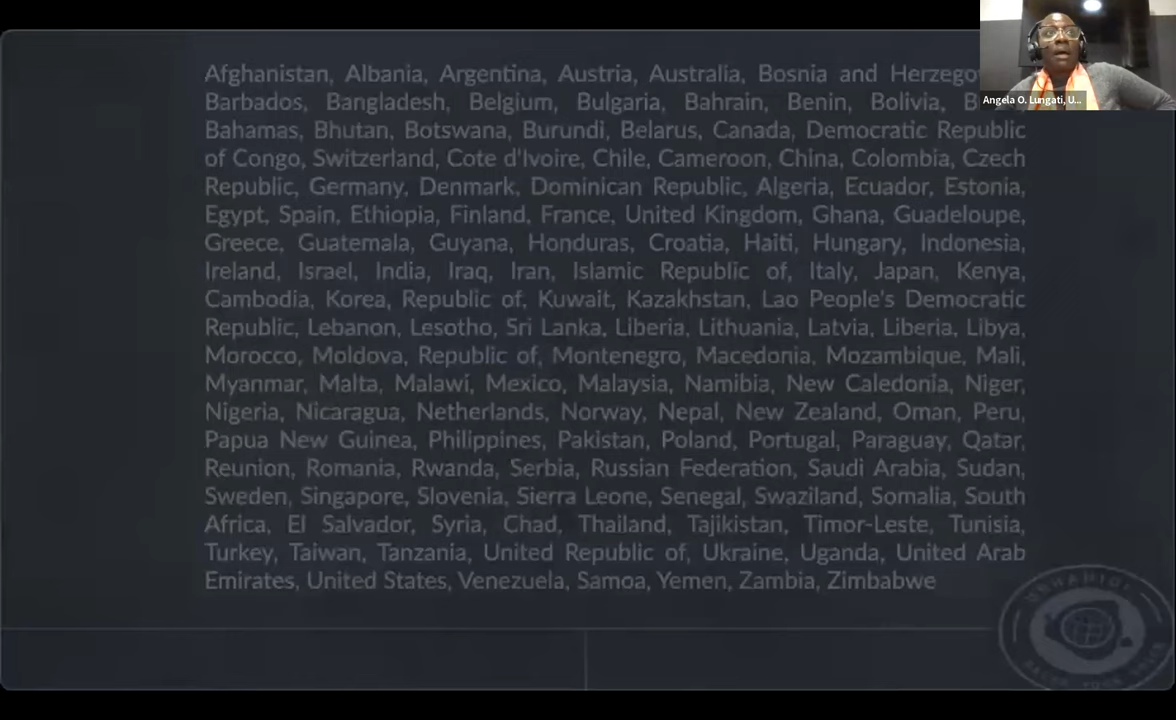 Afghanistan, Albania, Argentina, Austria, Australia, Bosnia and
Barbados, Bangladesh, Belgium, Bulgaria, Bahrain, Benin, Bolivia,
Bahamas, Bhutan, Botswana, Burundi, Belarus, Canada, Democratic Republic
of Congo, Switzerland, Cote d'Ivoire, Chile, Cameroon, China, Colombia, Czech
Republic, Germany, Denmark, Dominican Republic, Algeria, Ecuador, Estonia,
Egypt, Spain, Ethiopia, Finland, France, United Kingdom, Ghana, Guadeloupe,
Greece, Guatemala, Guyana, Honduras, Croatia, Haiti, Hungary, Indonesia,
Ireland, Israel, India, Iraq, Iran, Islamic Republic of, Italy, Japan, Kenya,
Cambodia, Korea, Republic of, Kuwait, Kazakhstan, Lao People's Democratic
Republic, Lebanon, Lesotho, Sri Lanka, Liberia, Lithuania, Latvia, Liberia, Libya,
Morocco, Moldova, Republic of, Montenegro, Macedonia, Mozambique, Mali,
Myanmar, Malta, Malawi, Mexico, Malaysia, Namibia, New Caledonia, Niger,
Nigeria, Nicaragua, Netherlands, Norway, Nepal, New Zealand, Oman, Peru,
Papua New Guinea, Philippines, Pakistan, Poland, Portugal, Paraguay, Qatar,
Reunion, Romania, Rwanda, Serbia, Russian Federation, Saudi Arabia, Sudan,
Sweden, Singapore, Slovenia, Sierra Leone, Senegal, Swaziland, Somalia, South
Africa, El Salvador, Syria, Chad, Thailand, Tajikistan, Timor-Leste, Tunisia,
Turkey, Taiwan, Tanzania, United Republic of, Ukraine, Uganda, United Arab
Emirates, United States, Venezuela, Samoa, Yemen, Zambia, Zimbabwe
Angela O. Lungati, U...
USHAHIDI